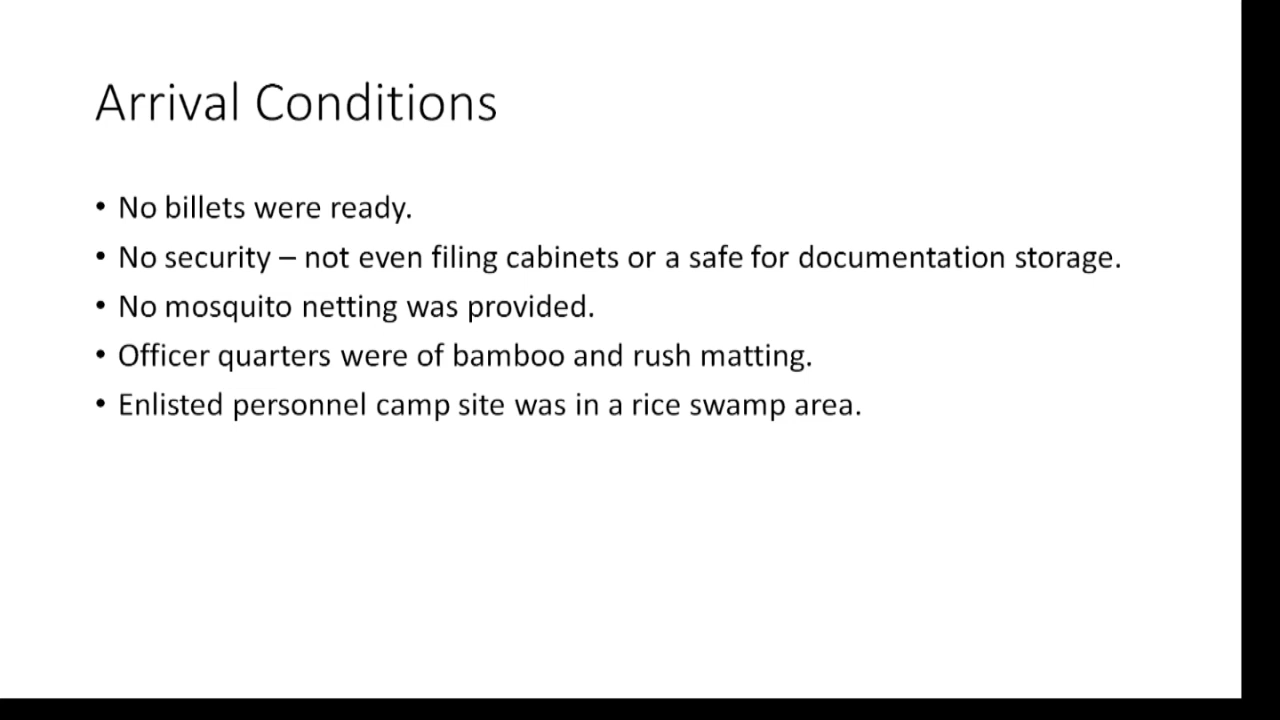 Arrival Conditions
• No billets were ready.
• No security – not even filing cabinets or a safe for documentation storage.
• No mosquito netting was provided.
• Officer quarters were of bamboo and rush matting.
• Enlisted personnel camp site was in a rice swamp area.